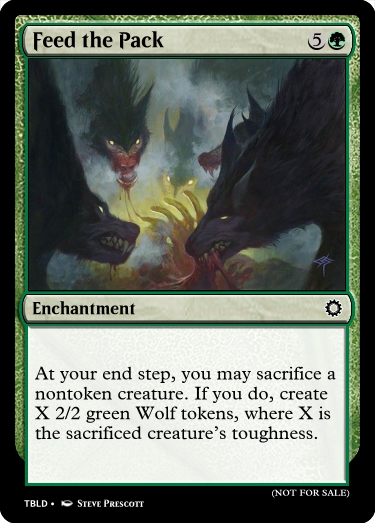 Feed the Pack 5
Enchantment
At your end step, you may sacrifice a
nontoken creature. If you do, create
X 2/2 green Wolf tokens, where X is
the sacrificed creature's toughness.
(NOT FOR SALE)
TBLD • Steve Prescott